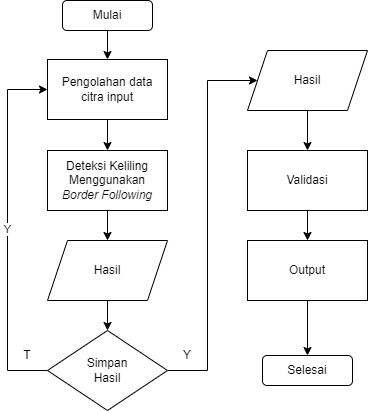 Mulai
Pengolahan data
citra input
Deteksi Keliling
Menggunakan
Border Following
Hasil
Simpan
Hasil
T
Y
Y
Hasil
Validasi
Output
Selesai